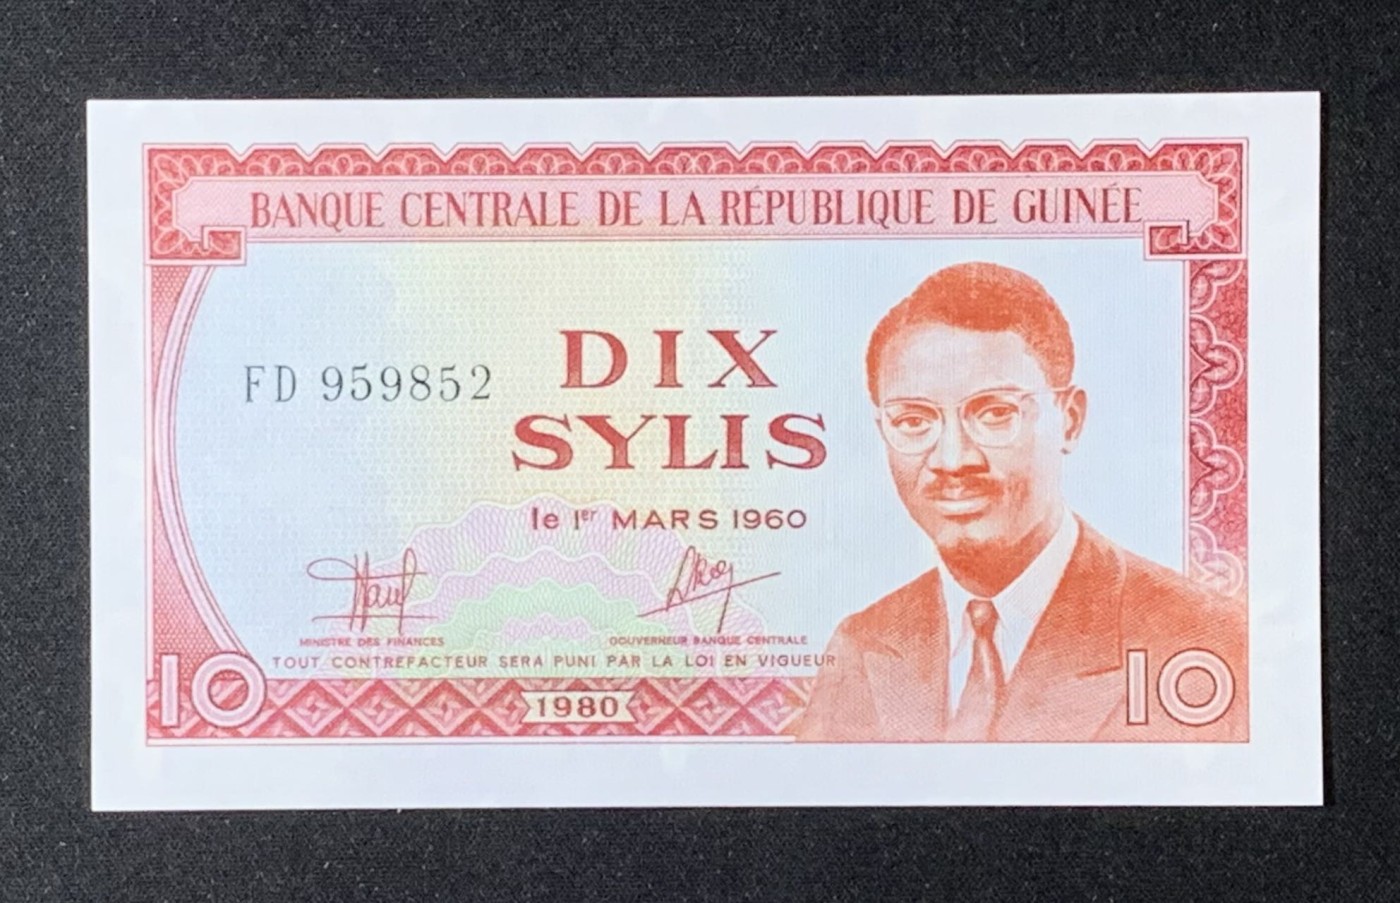 BANQUE CENTRALE DE LA RÉPUBLIQUE DE GUINÉE
FD 959852
DIX
SYLIS
le 1er MARS 1960
MINISTRE DES FINANCES
GOUVERNEUR BANQUE CENTRALE
TOUT CONTREFACTEUR SERA PUNI PAR LA LOI EN VIGUEUR
10
1980
10